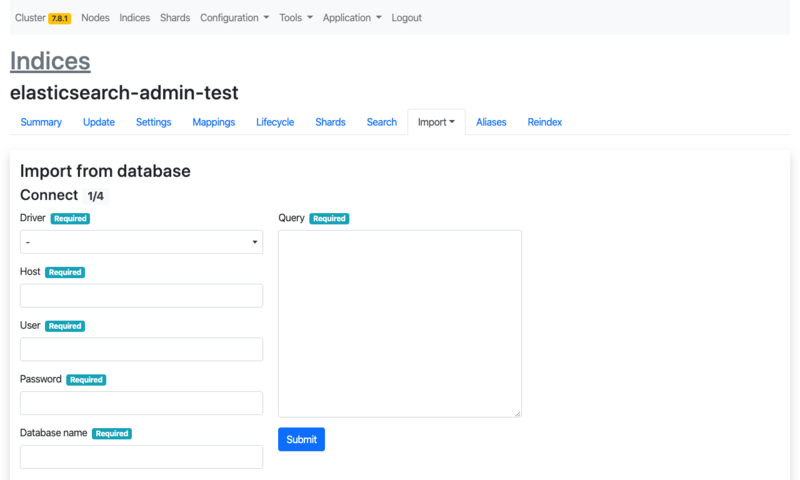 Cluster 7.8.1 Nodes Indices Shards Configuration Tools Application Logout
Indices
elasticsearch-admin-test
Summary Update Settings Mappings Lifecycle Shards Search Import Aliases Reindex
Import from database
Connect 1/4
Driver Required
-
Host Required
User Required
Password Required
Database name Required
Query Required
Submit